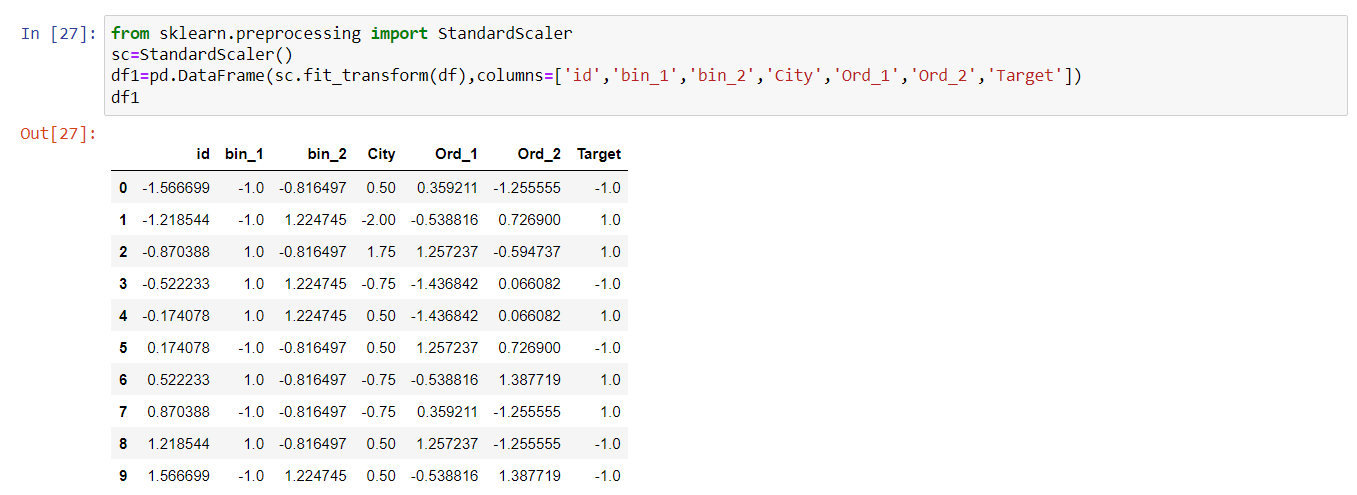 In [27]: from sklearn.preprocessing import StandardScaler
sc=StandardScaler()
df1=pd.DataFrame(sc.fit_transform(df),columns=['id','bin_1','bin_2','City','Ord_1','Ord_2','Target'])
df1
Out[27]:
id bin_1 bin_2 City Ord_1 Ord_2 Target
0 -1.566699 -1.0 -0.816497 0.50 0.359211 -1.255555 -1.0
1 -1.218544 -1.0 1.224745 -2.00 -0.538816 0.726900 1.0
2 -0.870388 1.0 -0.816497 1.75 1.257237 -0.594737 1.0
3 -0.522233 1.0 1.224745 -0.75 -1.436842 0.066082 -1.0
4 -0.174078 1.0 1.224745 0.50 -1.436842 0.066082 1.0
5 0.174078 -1.0 -0.816497 0.50 1.257237 0.726900 -1.0
6 0.522233 1.0 -0.816497 -0.75 -0.538816 1.387719 1.0
7 0.870388 -1.0 -0.816497 -0.75 0.359211 -1.255555 1.0
8 1.218544 1.0 -0.816497 0.50 1.257237 -1.255555 -1.0
9 1.566699 -1.0 1.224745 0.50 -0.538816 1.387719 -1.0